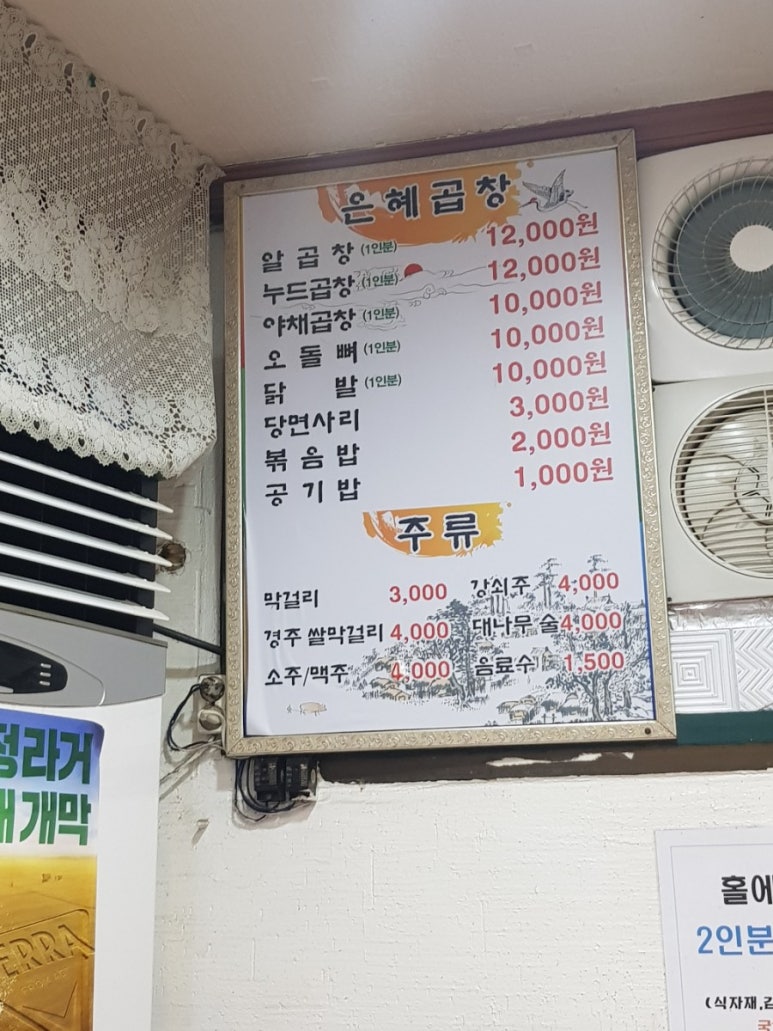 은혜곱창
알곱창 (1인분) 12,000원
누드곱창 (1인분) 12,000원
야채곱창 (1인분) 10,000원
오돌뼈 (1인분) 10,000원
닭발 (1인분) 10,000원
당면사리 3,000원
볶음밥 2,000원
공기밥 1,000원
주류
막걸리 3,000 강쇠주 4,000
경주 쌀막걸리 4,000 대나무 술 4,000
소주/맥주 4,000 음료수 1,500
정라거
개막
ERRA
홀에
2인분
(식자재,김